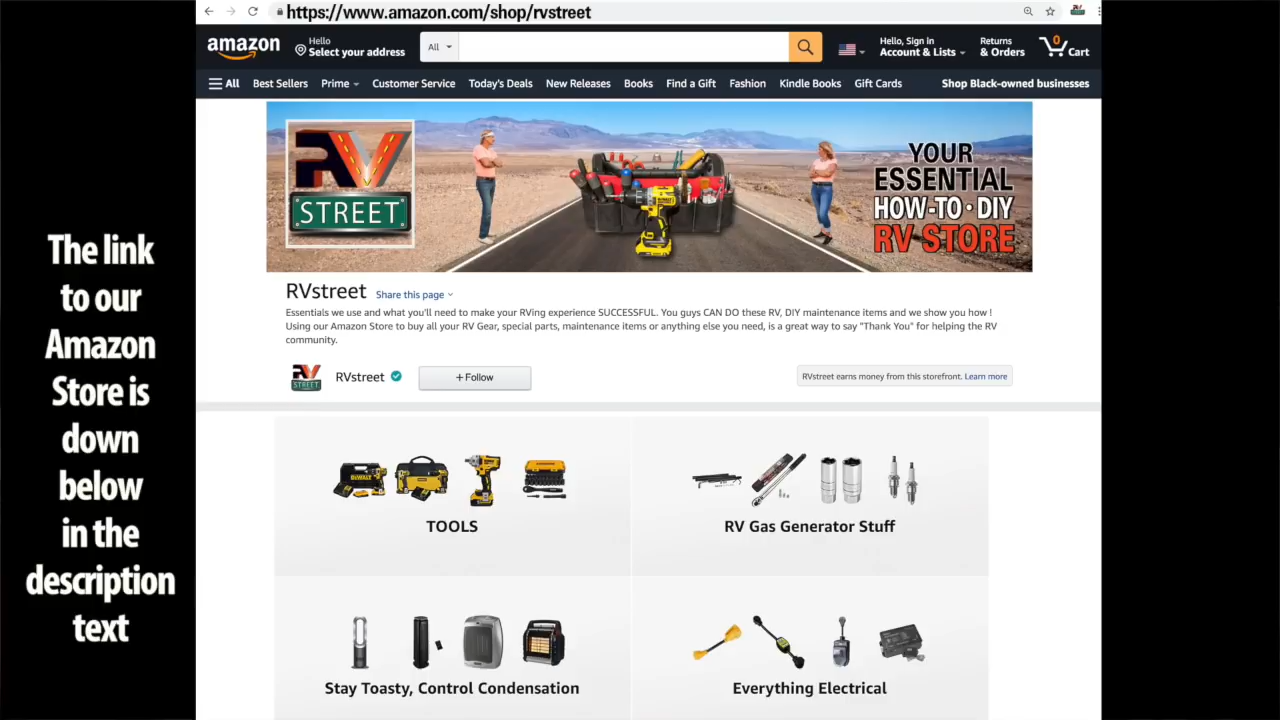 https://www.amazon.com/shop/rvstreet
amazon
Hello
Select your address
All
Hello, Sign in
Account & Lists
Returns
& Orders
0
Cart
All
Best Sellers
Prime
Customer Service
Today's Deals
New Releases
Books
Find a Gift
Fashion
Kindle Books
Gift Cards
Shop Black-owned businesses
RV
STREET
YOUR
ESSENTIAL
HOW-TO·DIY
RV STORE
RVstreet
Share this page
Essentials we use and what you'll need to make your RVing experience SUCCESSFUL. You guys CAN DO these RV, DIY maintenance items and we show you how !
Using our Amazon Store to buy all your RV Gear, special parts, maintenance items or anything else you need, is a great way to say "Thank You" for helping the RV
community.
RV
STREET
RVstreet
+Follow
RVstreet earns money from this storefront. Learn more
TOOLS
RV Gas Generator Stuff
Stay Toasty, Control Condensation
Everything Electrical
The link
to our
Amazon
Store is
down
below
in the
description
text